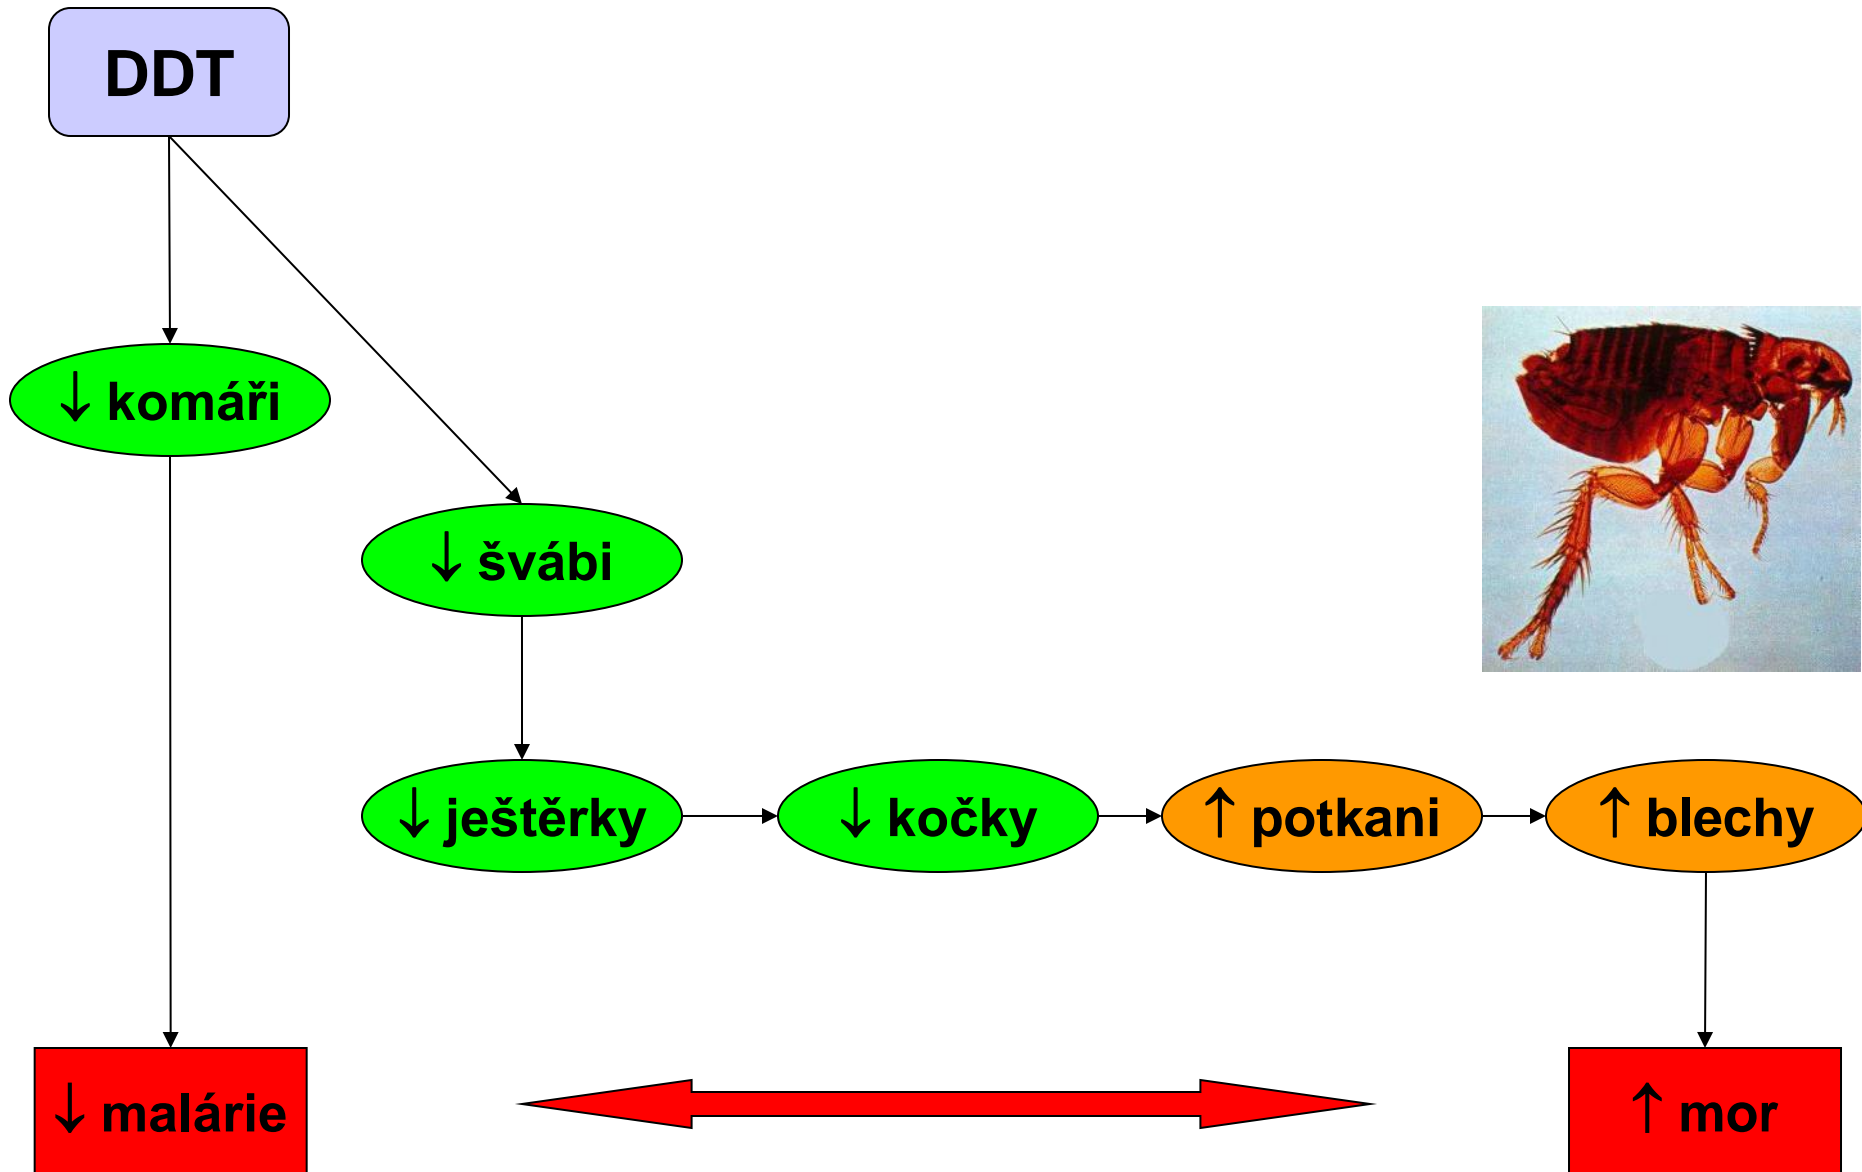 DDT
↓ komáři
↓ švábi
↓ ještěrky
↓ kočky
↑ potkani
↑ blechy
↓ malárie
↑ mor